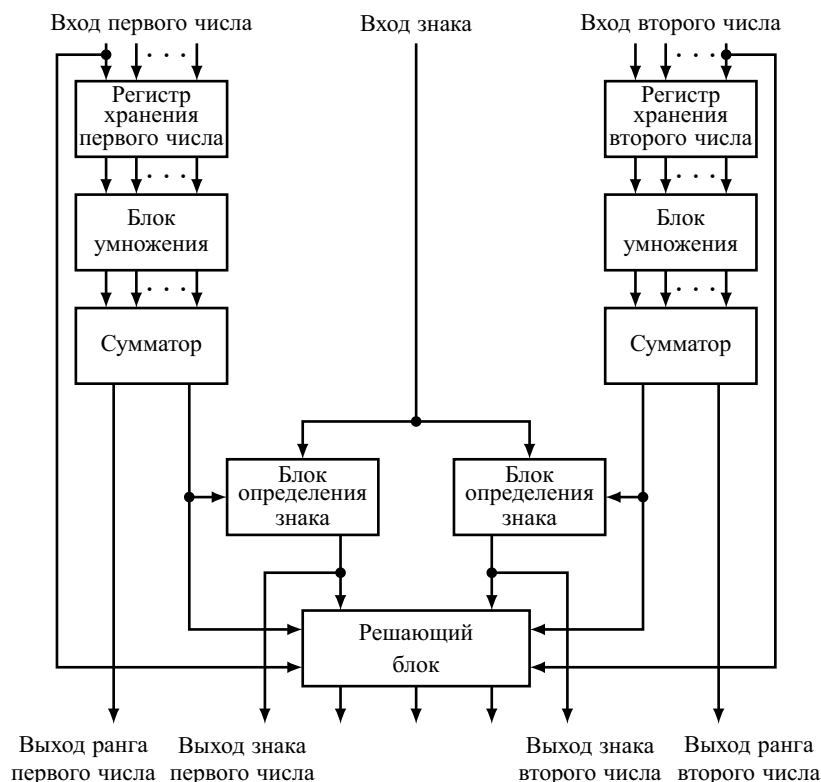 Вход первого числа
Вход знака
Вход второго числа
Регистр
хранения
первого числа
Регистр
хранения
второго числа
Блок
умножения
Блок
умножения
Сумматор
Сумматор
Блок
определения
знака
Блок
определения
знака
Решающий
блок
Выход ранга
первого числа
Выход знака
первого числа
Выход знака
второго числа
Выход ранга
второго числа